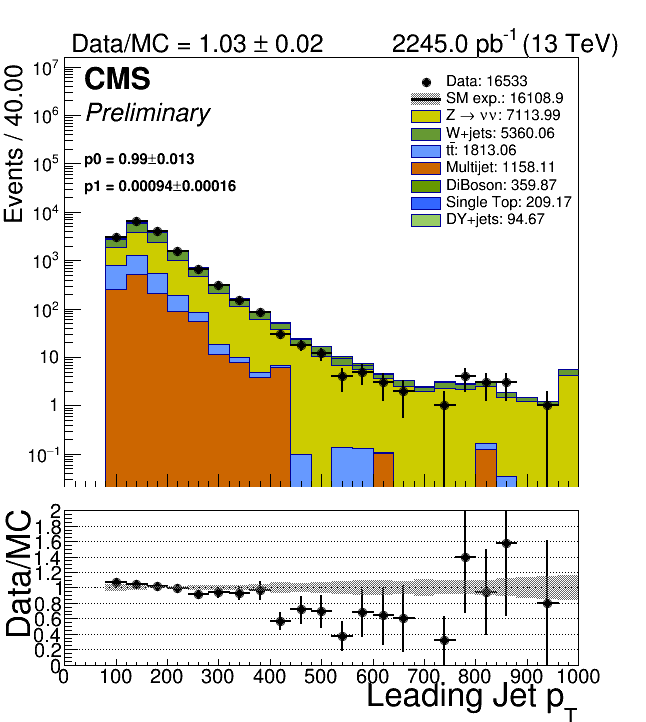 Data/MC = 1.03 ± 0.02 2245.0 pb⁻¹ (13 TeV)
CMS
Preliminary
p0 = 0.99±0.013
p1 = 0.00094±0.00016
Data: 16533
SM exp.: 16108.9
Z → νν: 7113.99
W+jets: 5360.06
tt̄: 1813.06
Multijet: 1158.11
DiBoson: 359.87
Single Top: 209.17
DY+jets: 94.67
Events / 40.00
10⁷
10⁶
10⁵
10⁴
10³
10²
10
1
10⁻¹
Data/MC
2
1.8
1.6
1.4
1.2
1
0.8
0.6
0.4
0.2
0
0 100 200 300 400 500 600 700 800 900 1000
Leading Jet p_T